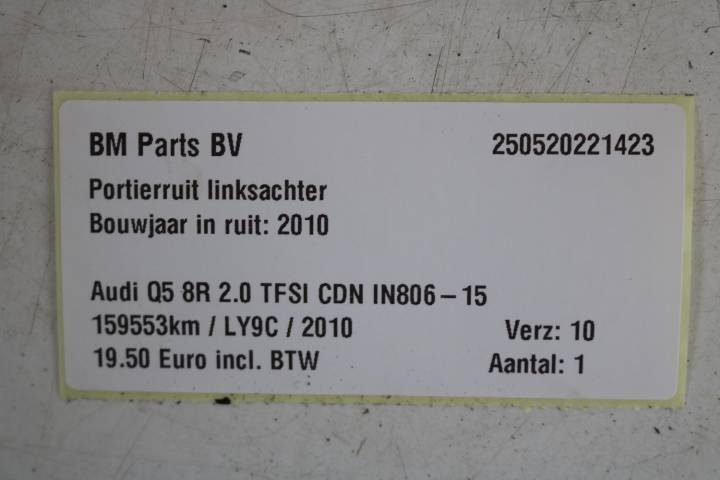 BM Parts BV 250520221423
Portierruit linksachter
Bouwjaar in ruit: 2010
Audi Q5 8R 2.0 TFSI CDN IN806-15
159553km / LY9C / 2010 Verz: 10
19.50 Euro incl. BTW Aantal: 1